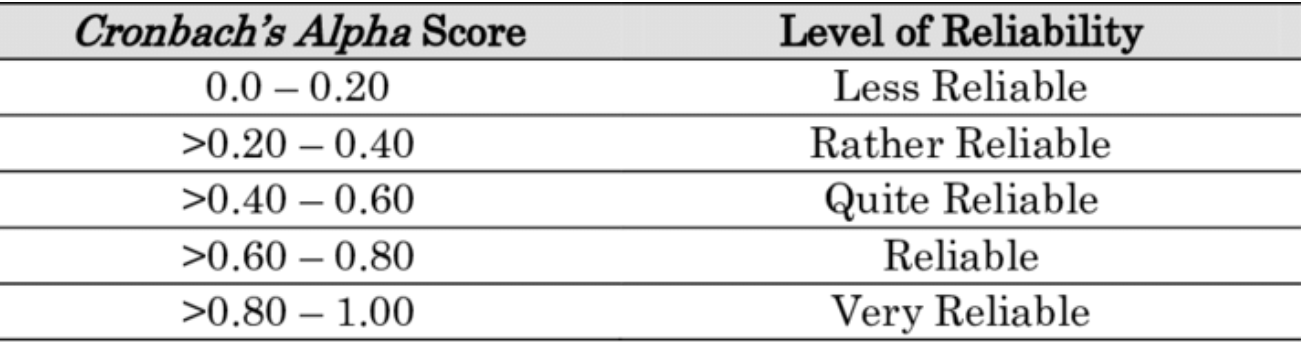 Cronbach's Alpha Score Level of Reliability
0.0 – 0.20 Less Reliable
>0.20 – 0.40 Rather Reliable
>0.40 – 0.60 Quite Reliable
>0.60 – 0.80 Reliable
>0.80 – 1.00 Very Reliable